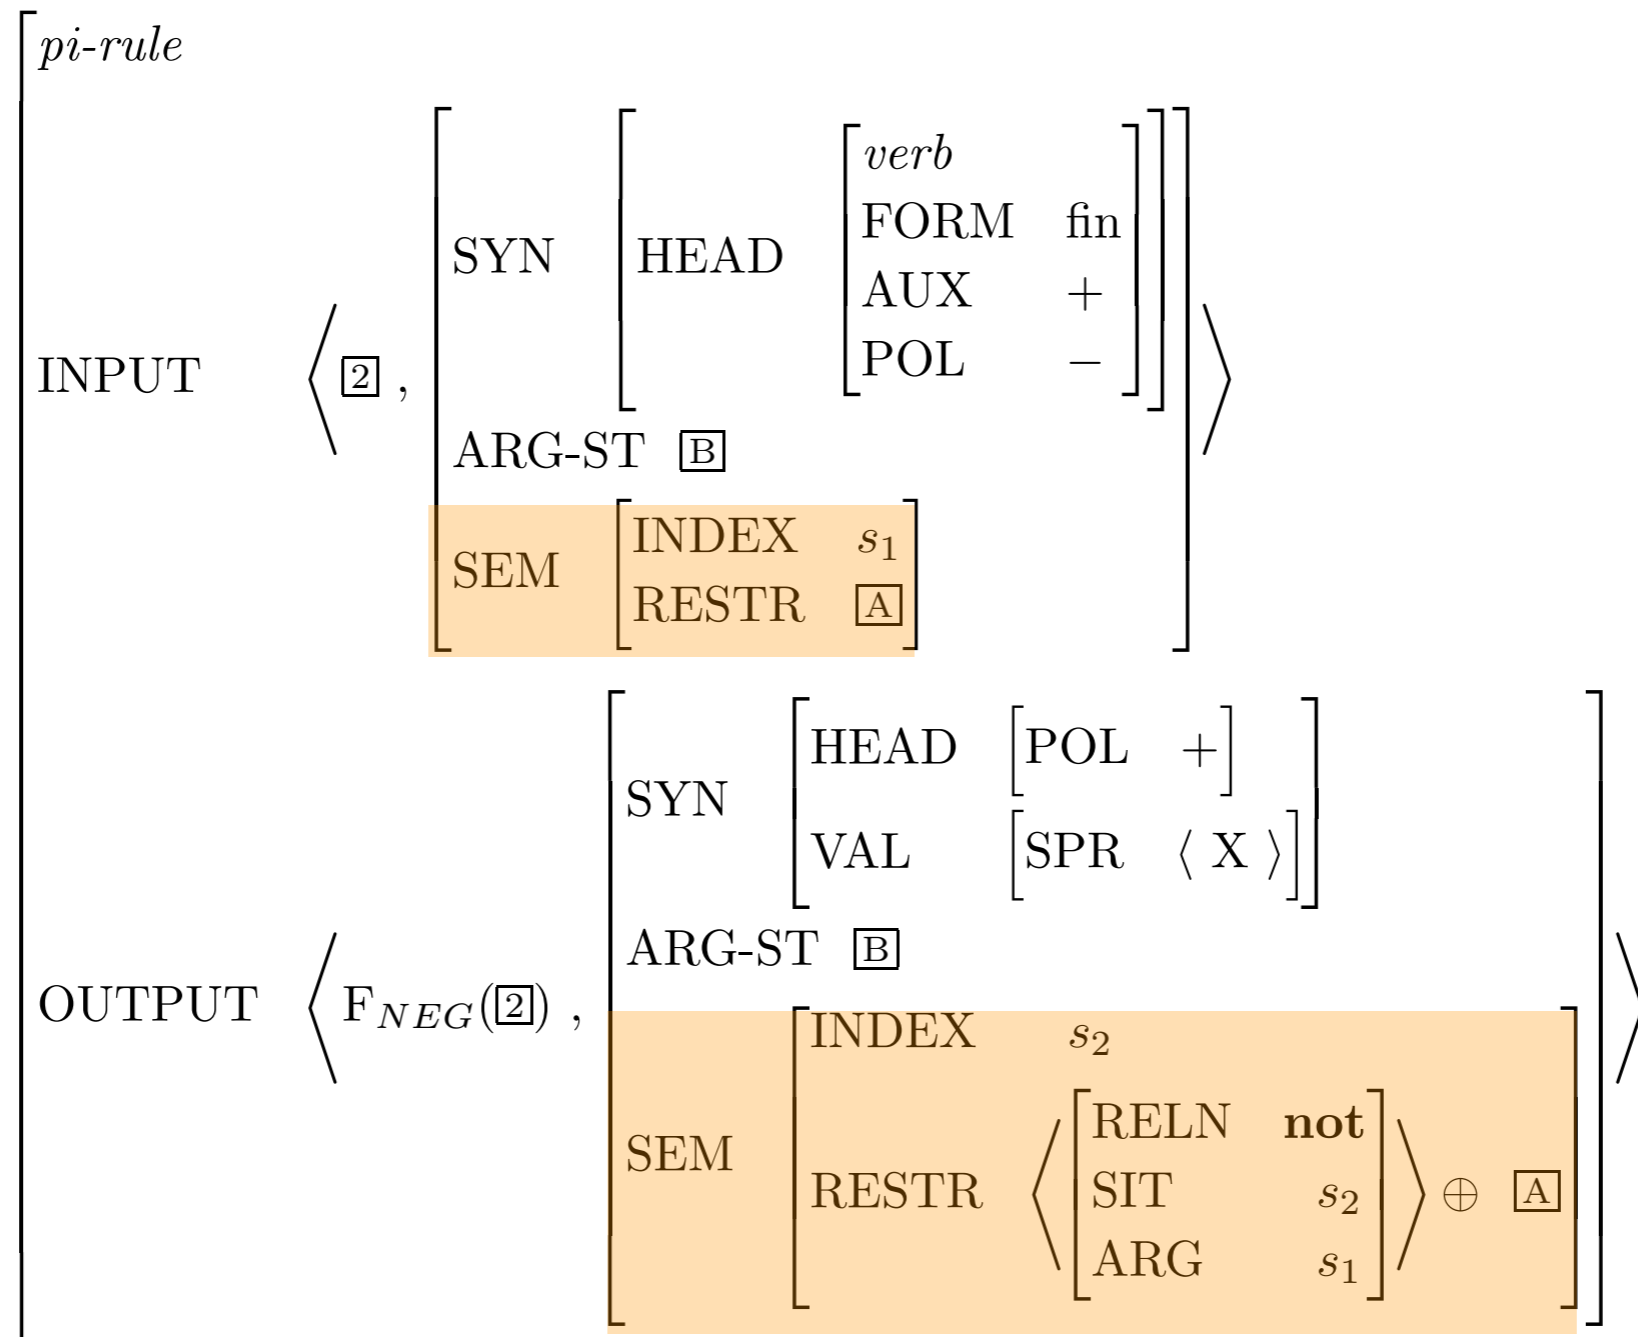 pi-rule
verb
FORM fin
SYN HEAD
AUX +
POL −
INPUT ⟨ 2 , ⟩
ARG-ST B
INDEX s₁
SEM
RESTR A
HEAD [POL +]
SYN
VAL [SPR ⟨ X ⟩]
ARG-ST B
OUTPUT ⟨ F_NEG(2) , ⟩
INDEX s₂
RELN not
SEM
RESTR ⟨ SIT s₂ ⟩ ⊕ A
ARG s₁